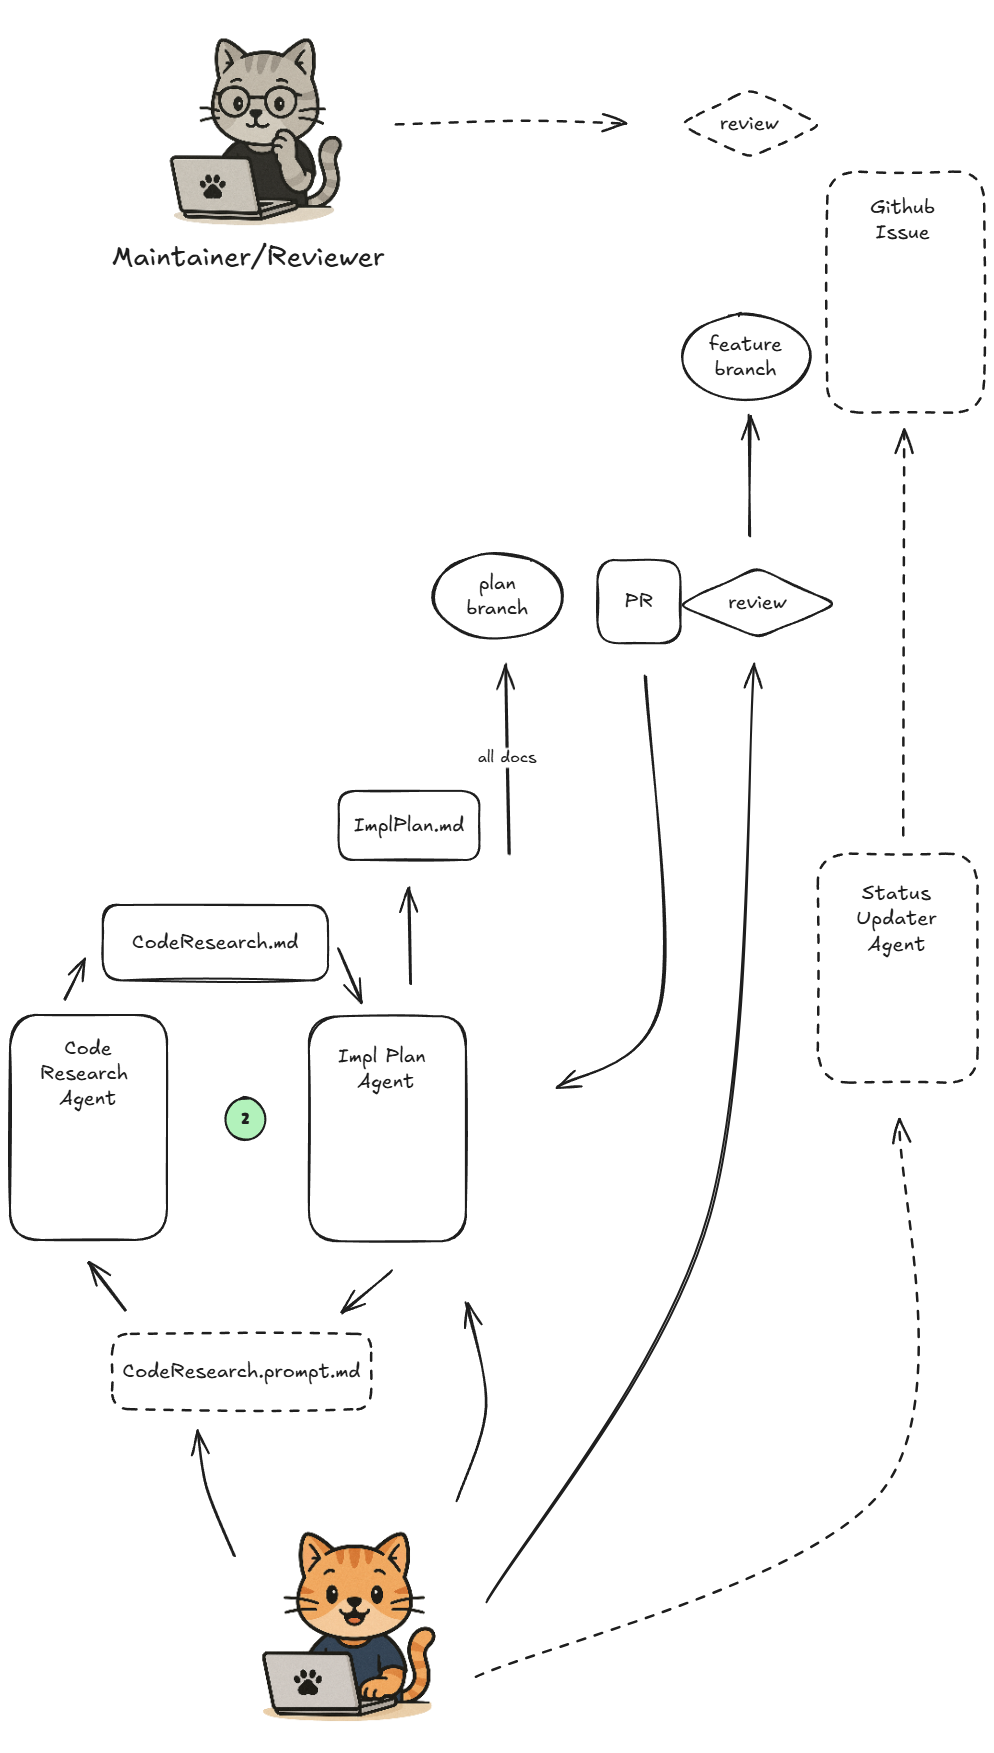 review
Github
Issue
Maintainer/Reviewer
feature
branch
plan
branch
PR
review
all docs
ImplPlan.md
CodeResearch.md
Status
Updater
Agent
Code
Research
Agent
Impl Plan
Agent
2
CodeResearch.prompt.md